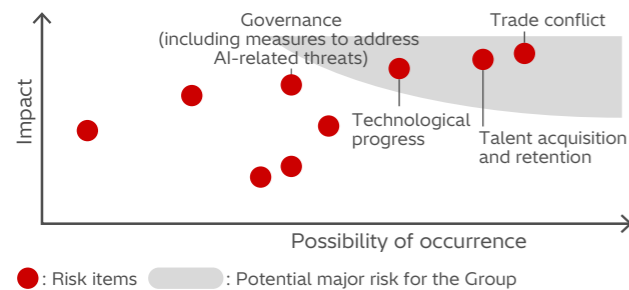 Governance
(including measures to address
AI-related threats)
Trade conflict
Impact
Technological
progress
Talent acquisition
and retention
Possibility of occurrence
: Risk items
: Potential major risk for the Group